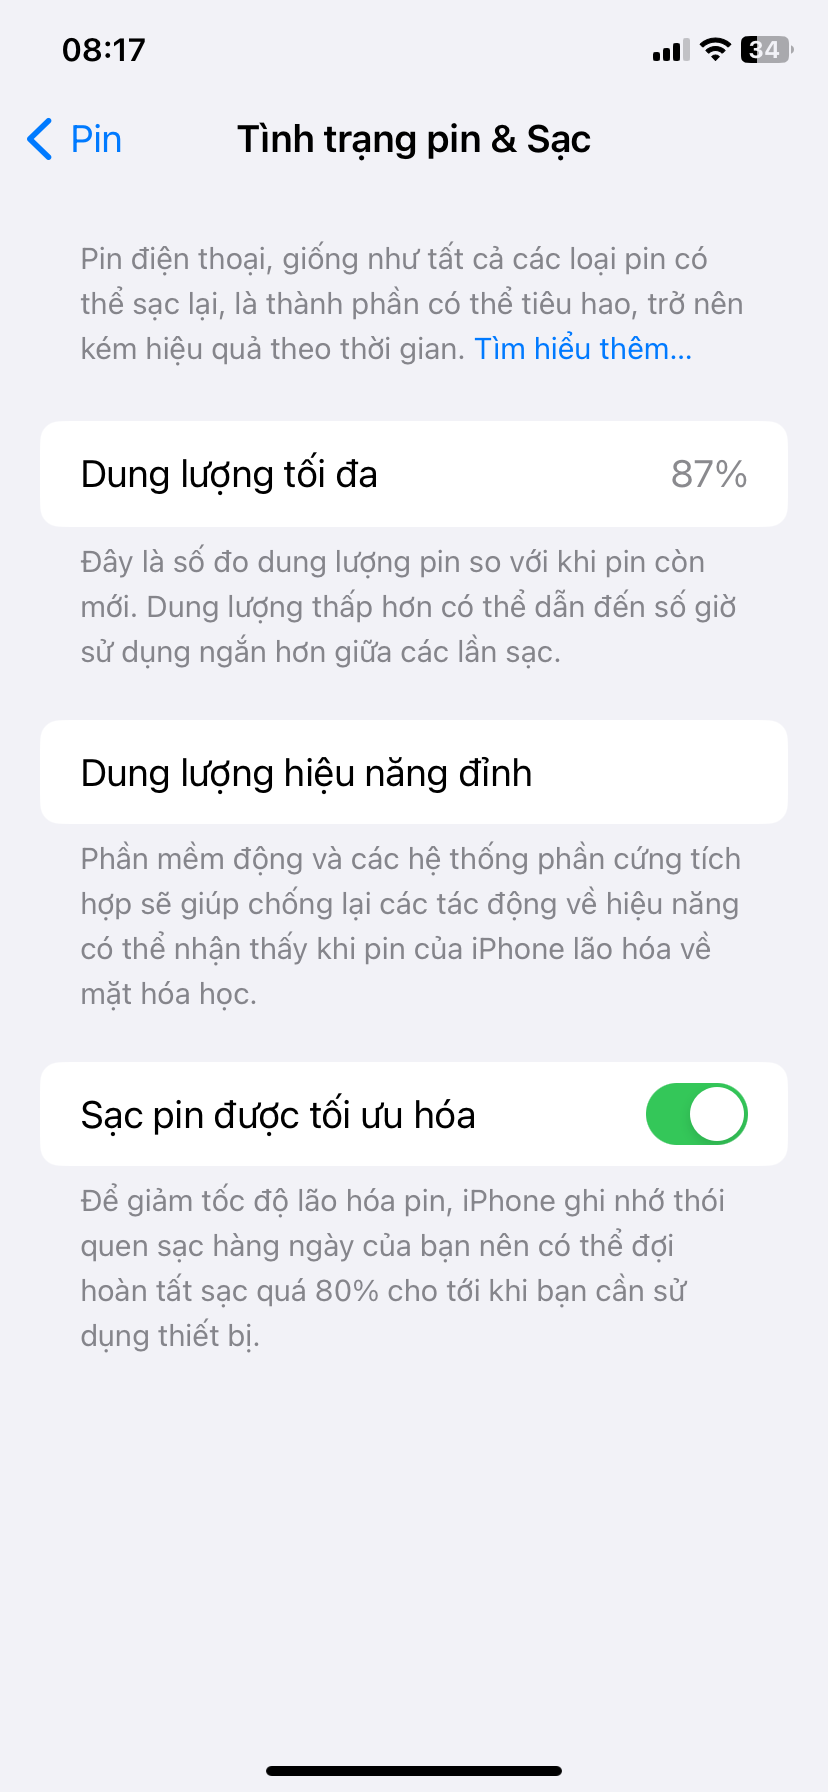 08:17
34
Pin
Tình trạng pin & Sạc
Pin điện thoại, giống như tất cả các loại pin có
thể sạc lại, là thành phần có thể tiêu hao, trở nên
kém hiệu quả theo thời gian. Tìm hiểu thêm...
Dung lượng tối đa
87%
Đây là số đo dung lượng pin so với khi pin còn
mới. Dung lượng thấp hơn có thể dẫn đến số giờ
sử dụng ngắn hơn giữa các lần sạc.
Dung lượng hiệu năng đỉnh
Phần mềm động và các hệ thống phần cứng tích
hợp sẽ giúp chống lại các tác động về hiệu năng
có thể nhận thấy khi pin của iPhone lão hóa về
mặt hóa học.
Sạc pin được tối ưu hóa
Để giảm tốc độ lão hóa pin, iPhone ghi nhớ thói
quen sạc hàng ngày của bạn nên có thể đợi
hoàn tất sạc quá 80% cho tới khi bạn cần sử
dụng thiết bị.